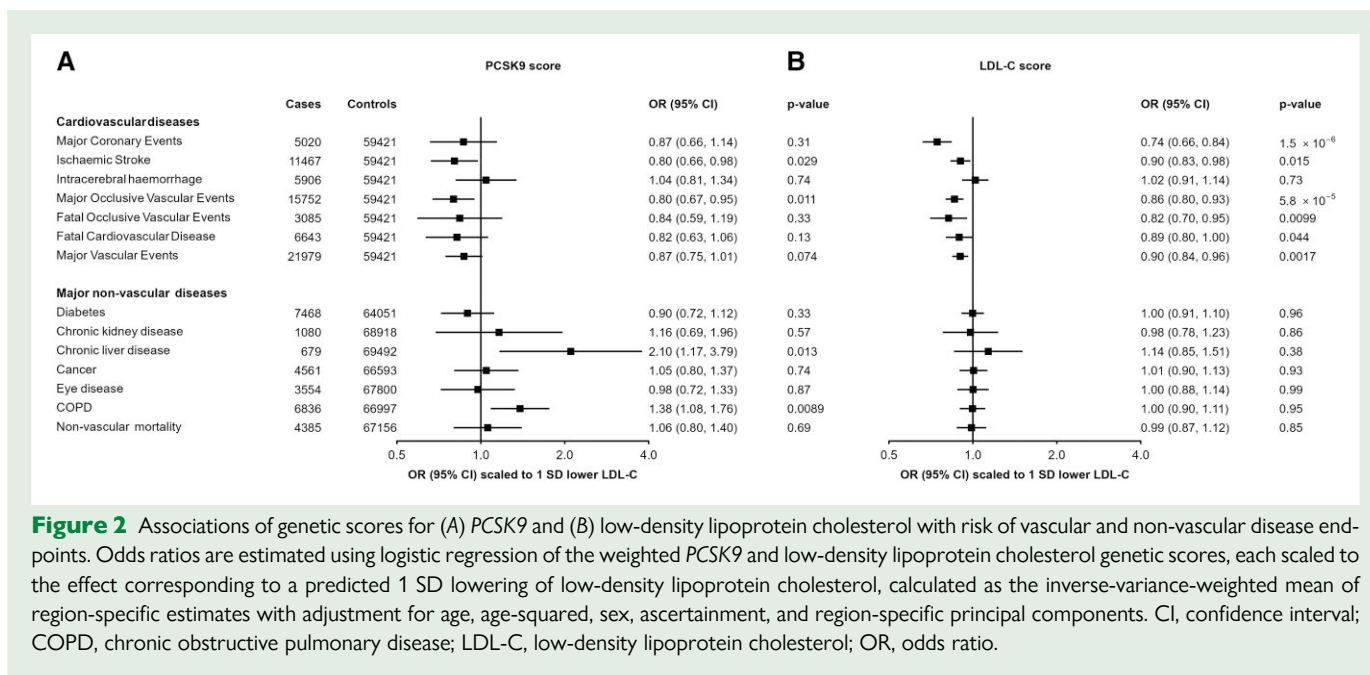 A PCSK9 score B LDL-C score
Cases Controls OR (95% CI) p-value OR (95% CI) p-value
Cardiovascular diseases
Major Coronary Events 5020 59421 0.87 (0.66, 1.14) 0.31 0.74 (0.66, 0.84) 1.5 × 10⁻⁶
Ischaemic Stroke 11467 59421 0.80 (0.66, 0.98) 0.029 0.90 (0.83, 0.98) 0.015
Intracerebral haemorrhage 5906 59421 1.04 (0.81, 1.34) 0.74 1.02 (0.91, 1.14) 0.73
Major Occlusive Vascular Events 15752 59421 0.80 (0.67, 0.95) 0.011 0.86 (0.80, 0.93) 5.8 × 10⁻⁵
Fatal Occlusive Vascular Events 3085 59421 0.84 (0.59, 1.19) 0.33 0.82 (0.70, 0.95) 0.0099
Fatal Cardiovascular Disease 6643 59421 0.82 (0.63, 1.06) 0.13 0.89 (0.80, 1.00) 0.044
Major Vascular Events 21979 59421 0.87 (0.75, 1.01) 0.074 0.90 (0.84, 0.96) 0.0017
Major non-vascular diseases
Diabetes 7468 64051 0.90 (0.72, 1.12) 0.33 1.00 (0.91, 1.10) 0.96
Chronic kidney disease 1080 68918 1.16 (0.69, 1.96) 0.57 0.98 (0.78, 1.23) 0.86
Chronic liver disease 679 69492 2.10 (1.17, 3.79) 0.013 1.14 (0.85, 1.51) 0.38
Cancer 4561 66593 1.05 (0.80, 1.37) 0.74 1.01 (0.90, 1.13) 0.93
Eye disease 3554 67800 0.98 (0.72, 1.33) 0.87 1.00 (0.88, 1.14) 0.99
COPD 6836 66997 1.38 (1.08, 1.76) 0.0089 1.00 (0.90, 1.11) 0.95
Non-vascular mortality 4385 67156 1.06 (0.80, 1.40) 0.69 0.99 (0.87, 1.12) 0.85
0.5 1.0 2.0 4.0 0.5 1.0 2.0 4.0
OR (95% CI) scaled to 1 SD lower LDL-C OR (95% CI) scaled to 1 SD lower LDL-C
Figure 2 Associations of genetic scores for (A) PCSK9 and (B) low-density lipoprotein cholesterol with risk of vascular and non-vascular disease end-
points. Odds ratios are estimated using logistic regression of the weighted PCSK9 and low-density lipoprotein cholesterol genetic scores, each scaled to
the effect corresponding to a predicted 1 SD lowering of low-density lipoprotein cholesterol, calculated as the inverse-variance-weighted mean of
region-specific estimates with adjustment for age, age-squared, sex, ascertainment, and region-specific principal components. CI, confidence interval;
COPD, chronic obstructive pulmonary disease; LDL-C, low-density lipoprotein cholesterol; OR, odds ratio.